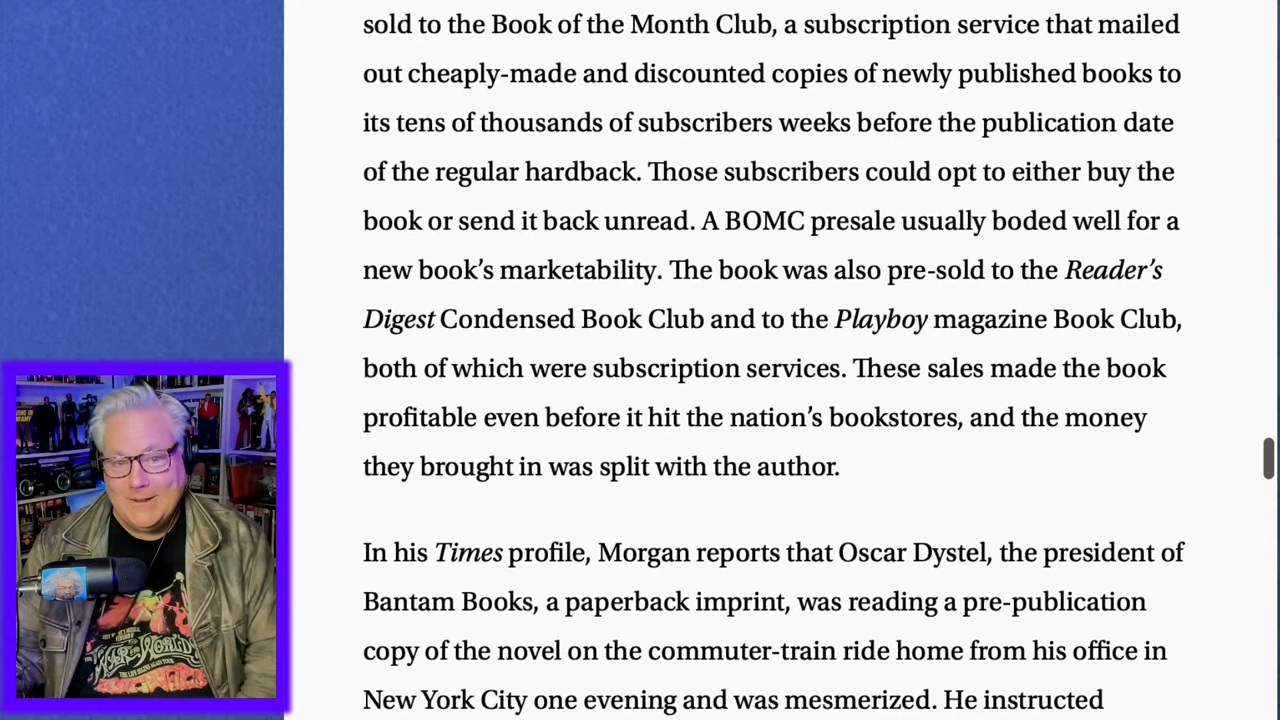 sold to the Book of the Month Club, a subscription service that mailed
out cheaply-made and discounted copies of newly published books to
its tens of thousands of subscribers weeks before the publication date
of the regular hardback. Those subscribers could opt to either buy the
book or send it back unread. A BOMC presale usually boded well for a
new book’s marketability. The book was also pre-sold to the Reader’s
Digest Condensed Book Club and to the Playboy magazine Book Club,
both of which were subscription services. These sales made the book
profitable even before it hit the nation’s bookstores, and the money
they brought in was split with the author.
In his Times profile, Morgan reports that Oscar Dystel, the president of
Bantam Books, a paperback imprint, was reading a pre-publication
copy of the novel on the commuter-train ride home from his office in
New York City one evening and was mesmerized. He instructed